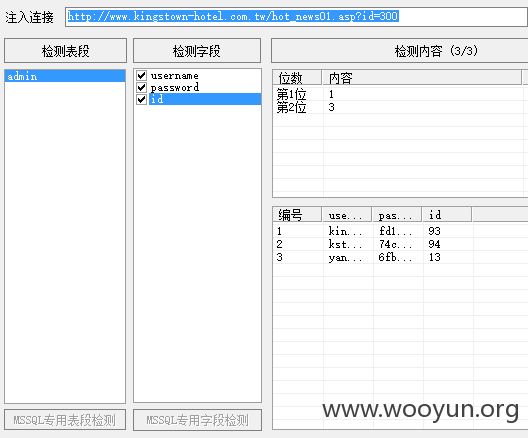 注入连接 http://www.kingstown-hotel.com.tw/hot_news01.asp?id=300
检测表段 检测字段 检测内容 (3/3)
admin
username
password
id
位数 内容
第1位 1
第2位 3
编号 use... pas... id
1 kin... fd1... 93
2 kst... 74c... 94
3 yan... 6fb... 13
MSSQL专用表段检测 MSSQL专用字段检测
www.wooyun.org